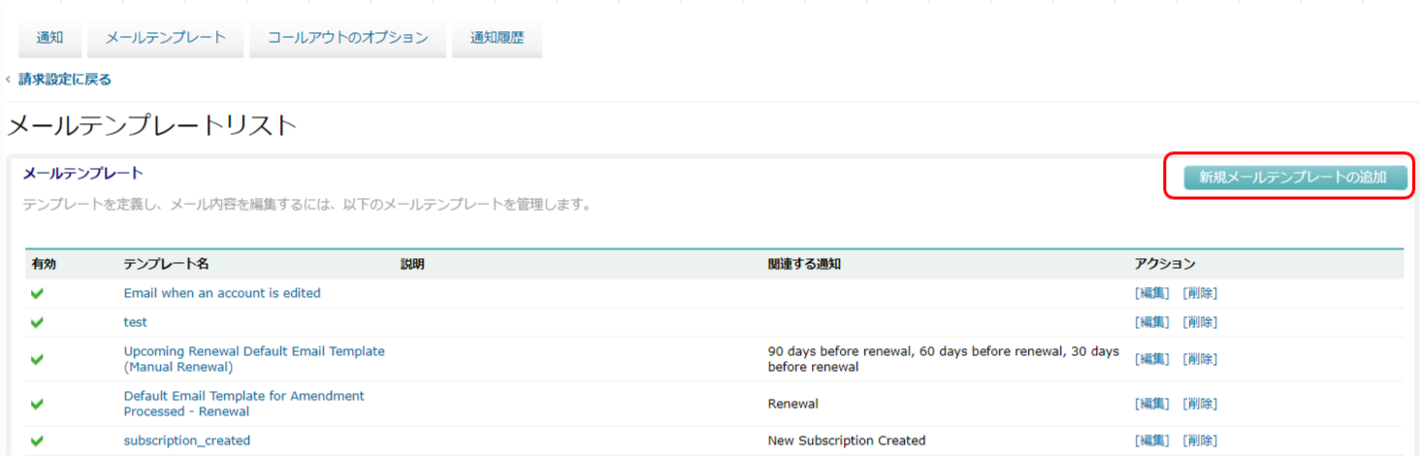 通知 メールテンプレート コールアウトのオプション 通知履歴
‹ 請求設定に戻る
メールテンプレートリスト
メールテンプレート 新規メールテンプレートの追加
テンプレートを定義し、メール内容を編集するには、以下のメールテンプレートを管理します。
有効 テンプレート名 説明 関連する通知 アクション
Email when an account is edited [編集] [削除]
test [編集] [削除]
Upcoming Renewal Default Email Template 90 days before renewal, 60 days before renewal, 30 days [編集] [削除]
(Manual Renewal) before renewal
Default Email Template for Amendment Renewal [編集] [削除]
Processed - Renewal
subscription_created New Subscription Created [編集] [削除]